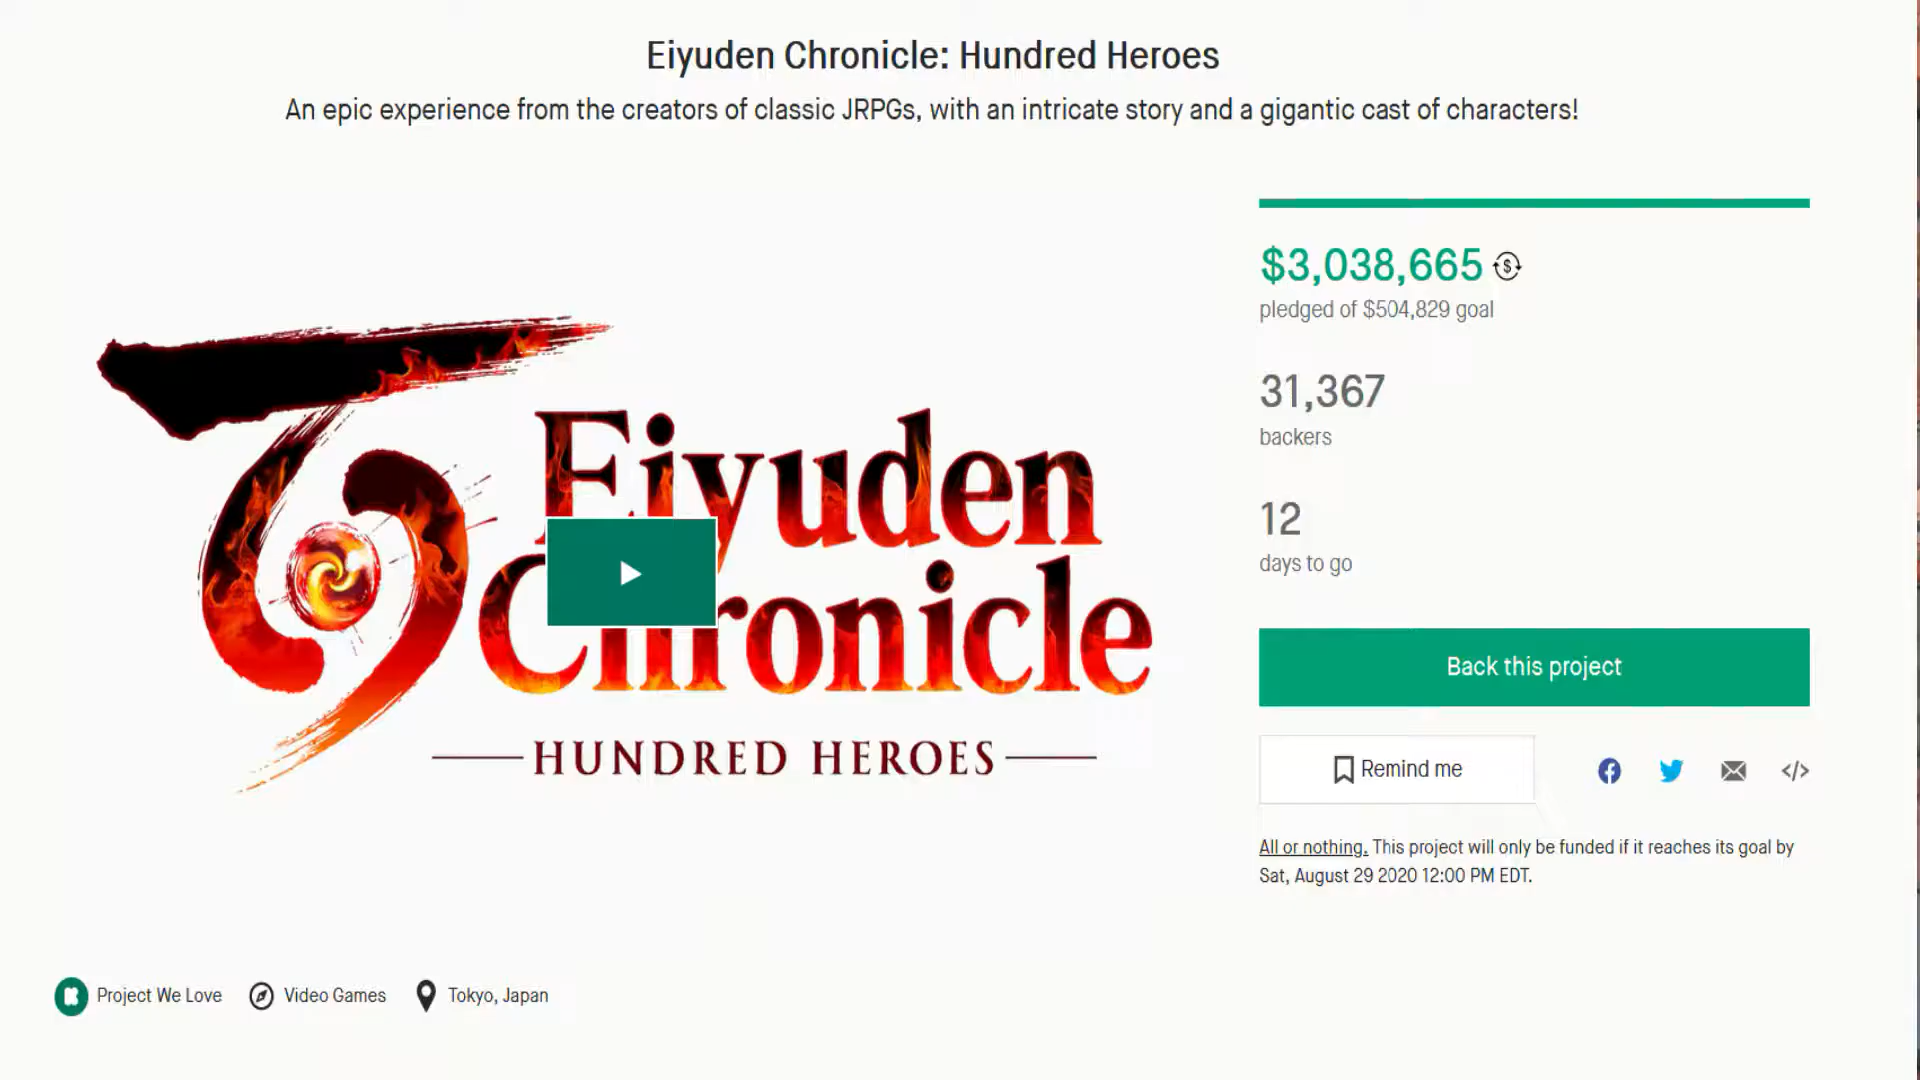 Eiyuden Chronicle: Hundred Heroes
An epic experience from the creators of classic JRPGs, with an intricate story and a gigantic cast of characters!
$3,038,665
pledged of $504,829 goal
31,367
backers
12
days to go
Back this project
Remind me
All or nothing. This project will only be funded if it reaches its goal by
Sat, August 29 2020 12:00 PM EDT.
Eiyuden
Chronicle
HUNDRED HEROES
Project We Love
Video Games
Tokyo, Japan